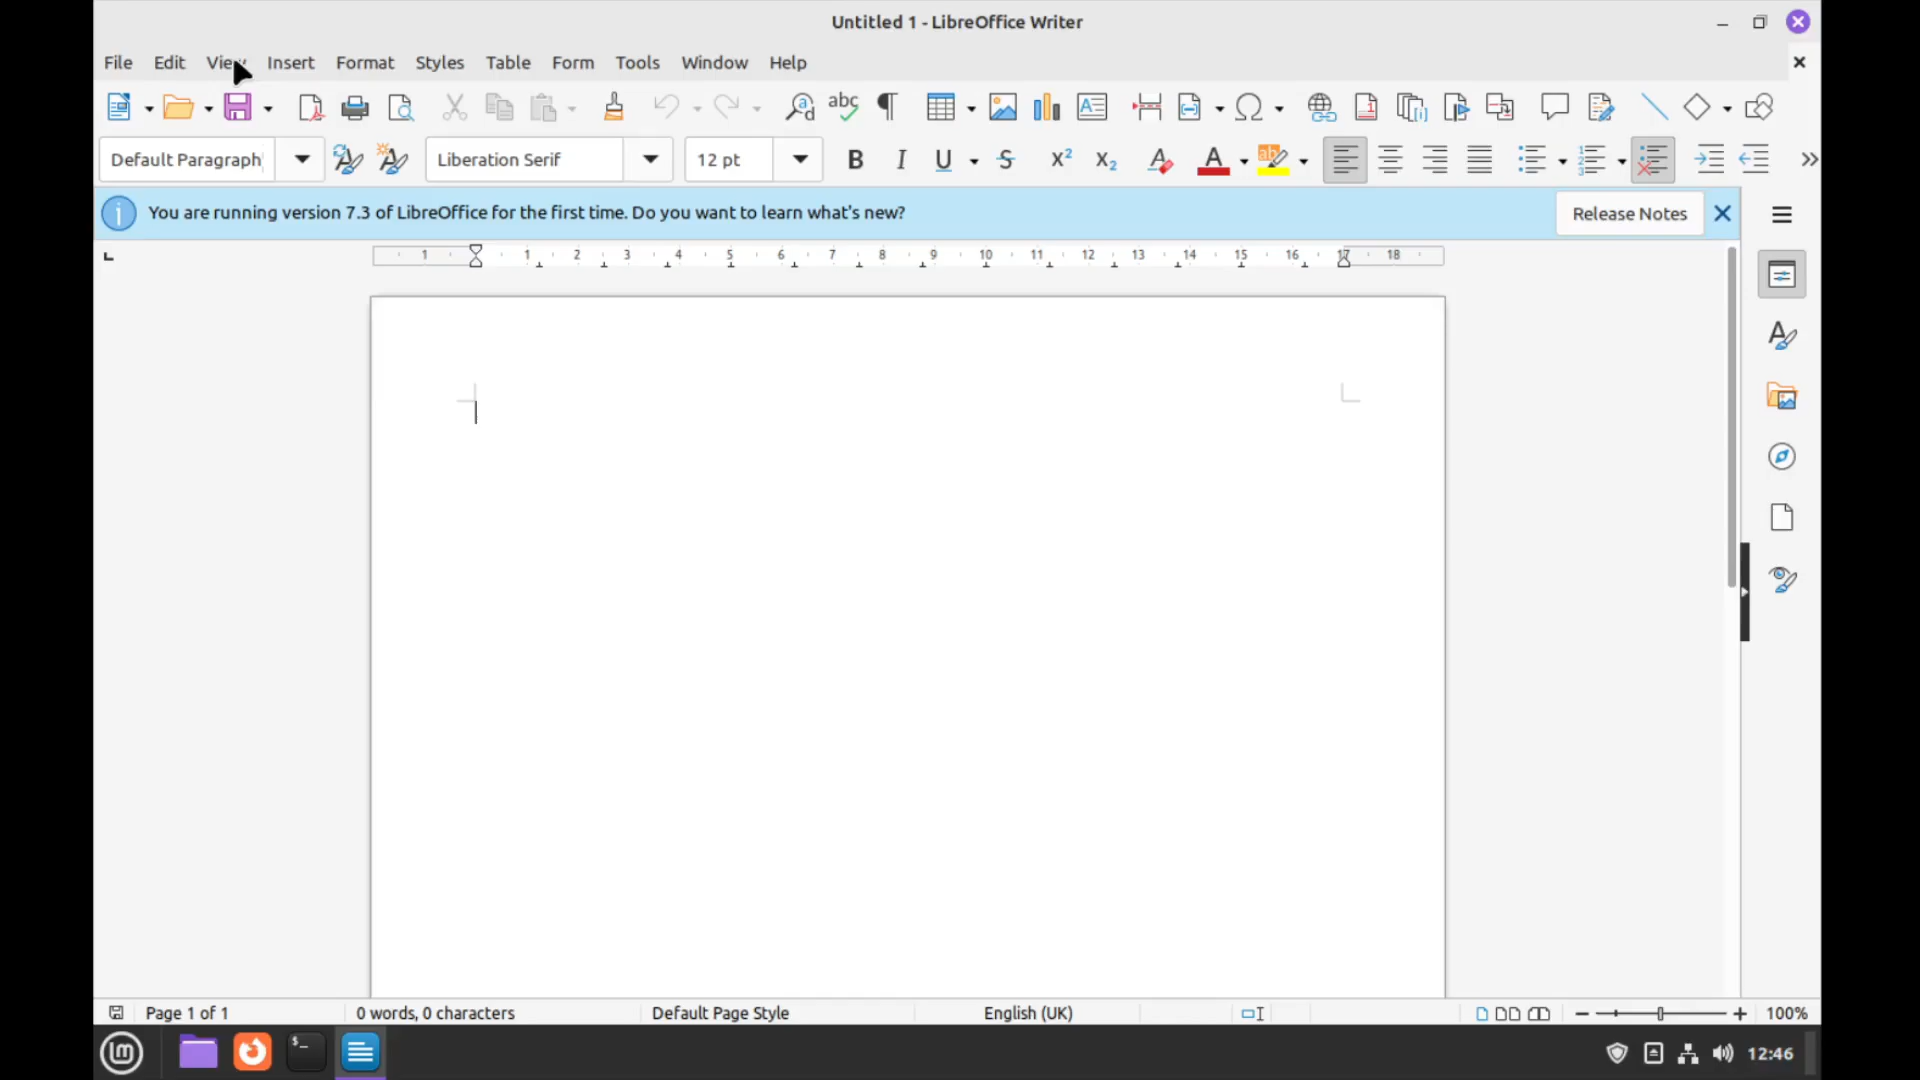 Untitled 1 - LibreOffice Writer
File Edit View Insert Format Styles Table Form Tools Window Help
Default Paragraph Liberation Serif 12 pt
You are running version 7.3 of LibreOffice for the first time. Do you want to learn what's new? Release Notes
1 1 2 3 4 5 6 7 8 9 10 11 12 13 14 15 16 17 18
Page 1 of 1 0 words, 0 characters Default Page Style English (UK) 100%
12:46